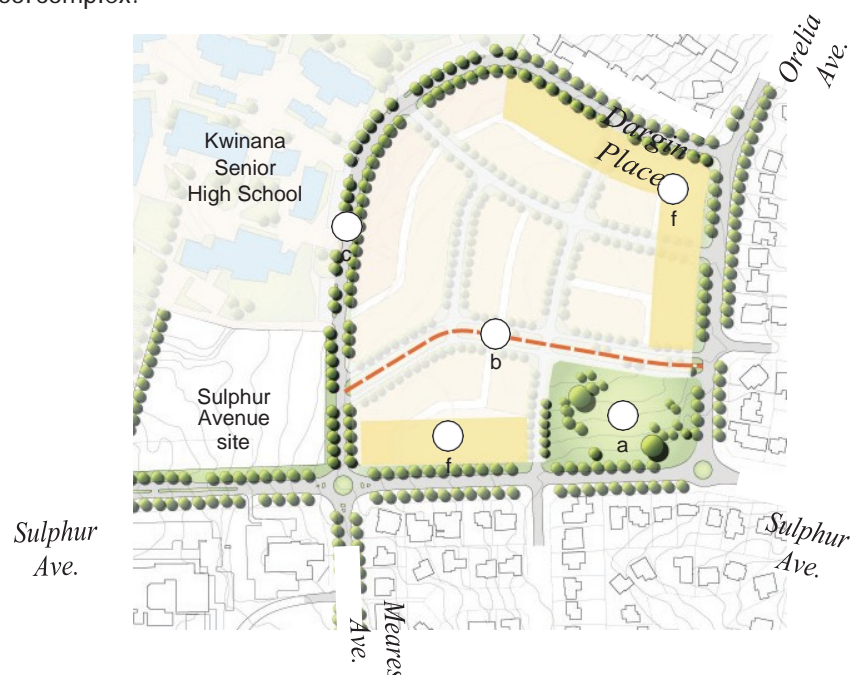 Orelia
Ave.
Dargin
Place
Kwinana
Senior
High School
f
c
b
Sulphur
Avenue
site
a
f
Sulphur
Ave.
Sulphur
Ave.
Meares
Ave.